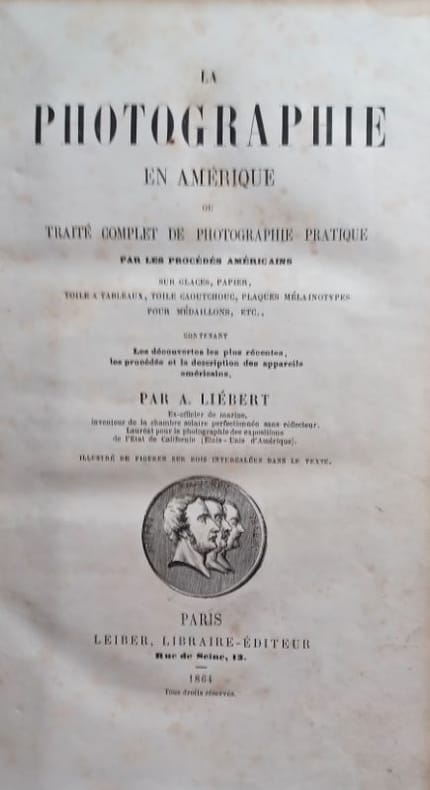 LA
PHOTOGRAPHIE
EN AMÉRIQUE
OU
TRAITÉ COMPLET DE PHOTOGRAPHIE PRATIQUE
PAR LES PROCÉDÉS AMÉRICAINS
SUR GLACES, PAPIER,
TOILE A TABLEAUX, TOILE CAOUTCHOUC, PLAQUES MÉLAINOTYPES
POUR MÉDAILLONS, ETC.,
CONTENANT
Les découvertes les plus récentes,
les procédés et la description des appareils
américains,
PAR A. LIÉBERT
Ex-officier de marine,
inventeur de la chambre solaire perfectionnée sans réflecteur.
Lauréat pour la photographie des expositions
de l'État de Californie (États-Unis d'Amérique).
ILLUSTRÉ DE FIGURES SUR BOIS INTERCALÉES DANS LE TEXTE.
PARIS
LEIBER, LIBRAIRE-ÉDITEUR
Rue de Seine, 13.
1864
Tous droits réservés.